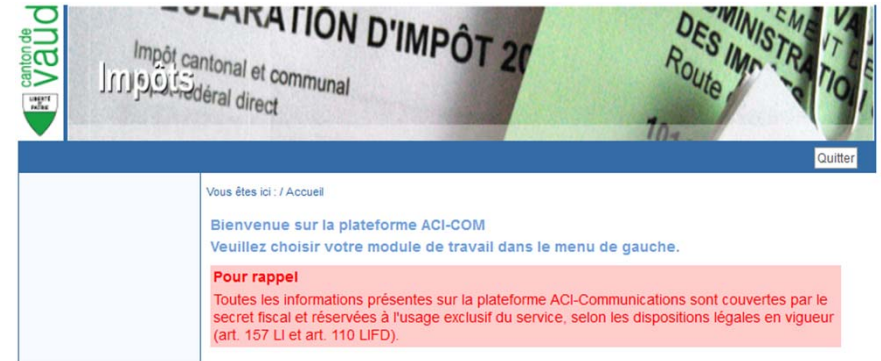 canton de
vaud
LIBERTÉ
ET
PATRIE
DÉCLARATION D'IMPÔT 20
Impôt cantonal et communal
Impôt fédéral direct
Impôts
DES IMPÔTS
Route
101
Quitter
Vous êtes ici : / Accueil
Bienvenue sur la plateforme ACI-COM
Veuillez choisir votre module de travail dans le menu de gauche.
Pour rappel
Toutes les informations présentes sur la plateforme ACI-Communications sont couvertes par le
secret fiscal et réservées à l'usage exclusif du service, selon les dispositions légales en vigueur
(art. 157 LI et art. 110 LIFD).